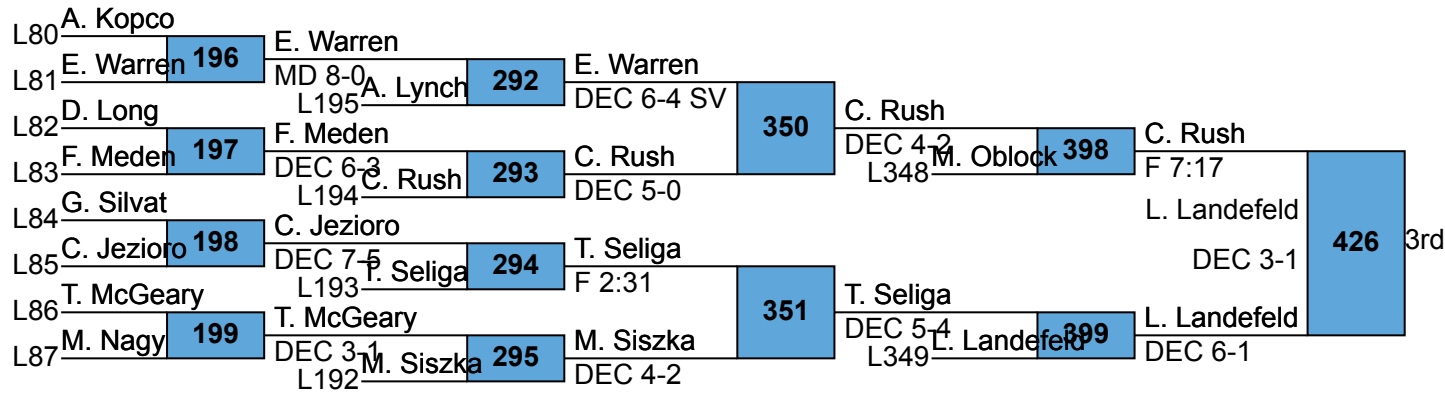 L80 A. Kopco
L81 E. Warren
196
E. Warren
MD 8-0
L82 D. Long
L83 F. Meden
197
F. Meden
DEC 6-3
L84 G. Silvat
L85 C. Jezioro
198
C. Jezioro
DEC 7-5
L86 T. McGeary
L87 M. Nagy
199
T. McGeary
DEC 3-1
L195 A. Lynch
292
E. Warren
DEC 6-4 SV
L194 C. Rush
293
C. Rush
DEC 5-0
L193 T. Seliga
294
T. Seliga
F 2:31
L192 M. Siszka
295
M. Siszka
DEC 4-2
350
C. Rush
DEC 4-2
351
T. Seliga
DEC 5-4
L348 M. Oblock
398
C. Rush
F 7:17
L349 L. Landefeld
399
L. Landefeld
DEC 6-1
L. Landefeld
DEC 3-1
426
3rd